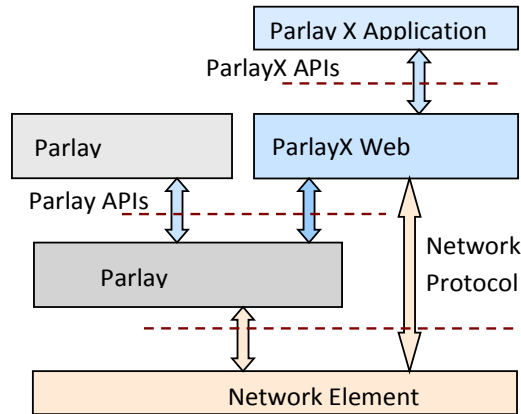 Parlay X Application
ParlayX APIs
Parlay
ParlayX Web
Parlay APIs
Network
Protocol
Parlay
Network Element